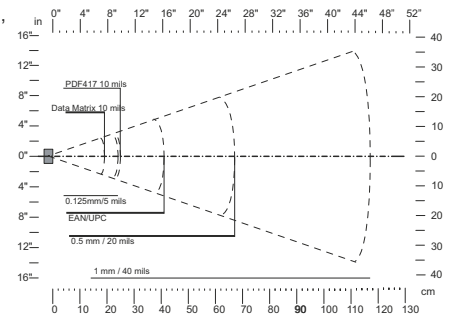 ,
in 0" 4" 8" 12" 16" 20" 24" 28" 32" 36" 40" 44" 48" 52"
16" 40
12" 30
PDF417 10 mils
8" 20
Data Matrix 10 mils
4" 10
0" 0
4" 10
0.125mm/5 mils
8" 20
EAN/UPC
0.5 mm / 20 mils
12" 30
1 mm / 40 mils
16" 40
cm
0 10 20 30 40 50 60 70 80 90 100 110 120 130